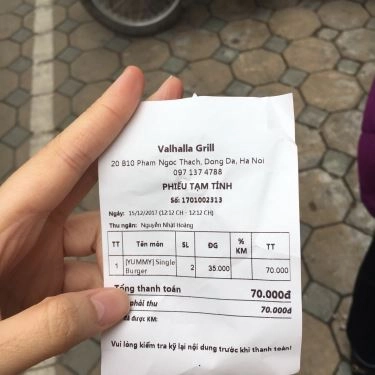 Valhalla Grill
20 B10 Pham Ngoc Thach, Dong Da, Ha Noi
097 137 4788
PHIẾU TẠM TÍNH
Số: 1701002313
Ngày: 15/12/2017 (12:12 CH - 12:12 CH)
Thu ngân: Nguyễn Nhật Hoàng
TT Tên món SL ĐG % KM TT
1 [YUMMY] Single Burger 2 35.000 70.000
Tổng thanh toán 70.000đ
phải thu 70.000đ
đã được KM:
Vui lòng kiểm tra kỹ lại nội dung trước khi thanh toán!